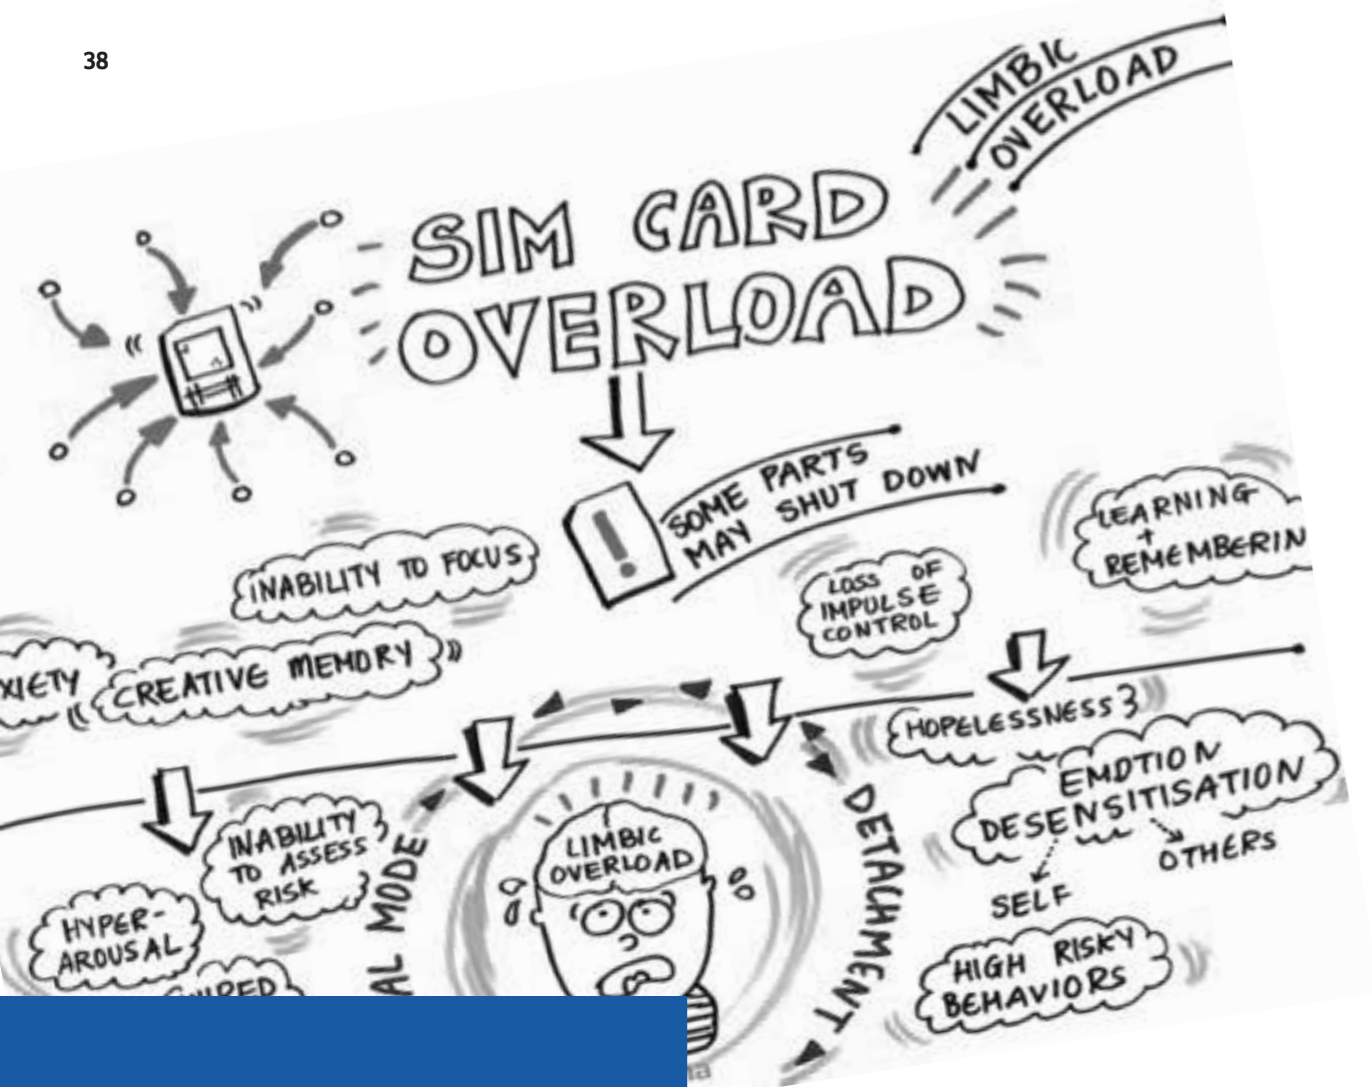 38
LIMBIC
OVERLOAD
SIM CARD
OVERLOAD
SOME PARTS
MAY SHUT DOWN
LEARNING
+
REMEMBERIN
INABILITY TO FOCUS
LOSS OF
IMPULSE
CONTROL
XIETY
CREATIVE MEMORY
HOPELESSNESS
EMOTION
DESENSITISATION
SELF
OTHERS
INABILITY
TO ASSESS
RISK
HYPER-
AROUSAL
AL MODE
LIMBIC
OVERLOAD
DETACHMENT
HIGH RISKY
BEHAVIORS